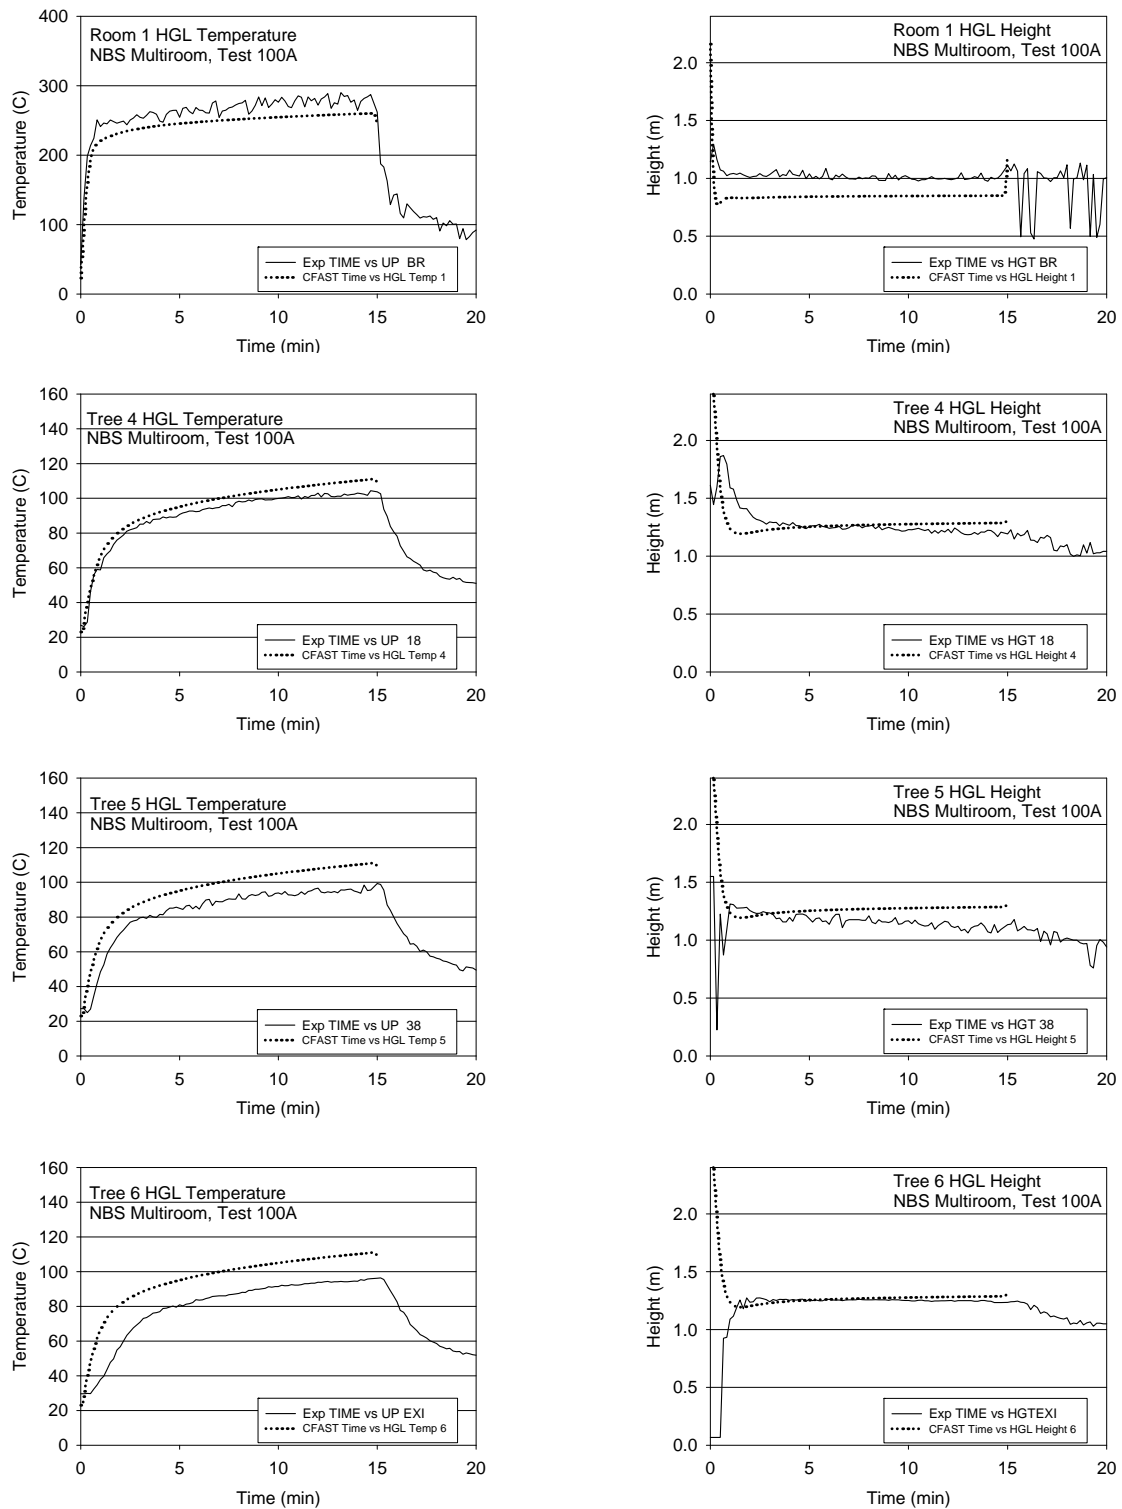 Room 1 HGL Temperature
NBS Multiroom, Test 100A
Temperature (C)
400
300
200
100
0
Exp TIME vs UP BR
CFAST Time vs HGL Temp 1
0 5 10 15 20
Time (min)
Room 1 HGL Height
NBS Multiroom, Test 100A
Height (m)
2.0
1.5
1.0
0.5
0.0
Exp TIME vs HGT BR
CFAST Time vs HGL Height 1
0 5 10 15 20
Time (min)
Tree 4 HGL Temperature
NBS Multiroom, Test 100A
Temperature (C)
160
140
120
100
80
60
40
20
0
Exp TIME vs UP 18
CFAST Time vs HGL Temp 4
0 5 10 15 20
Time (min)
Tree 4 HGL Height
NBS Multiroom, Test 100A
Height (m)
2.0
1.5
1.0
0.5
0.0
Exp TIME vs HGT 18
CFAST Time vs HGL Height 4
0 5 10 15 20
Time (min)
Tree 5 HGL Temperature
NBS Multiroom, Test 100A
Temperature (C)
160
140
120
100
80
60
40
20
0
Exp TIME vs UP 38
CFAST Time vs HGL Temp 5
0 5 10 15 20
Time (min)
Tree 5 HGL Height
NBS Multiroom, Test 100A
Height (m)
2.0
1.5
1.0
0.5
0.0
Exp TIME vs HGT 38
CFAST Time vs HGL Height 5
0 5 10 15 20
Time (min)
Tree 6 HGL Temperature
NBS Multiroom, Test 100A
Temperature (C)
160
140
120
100
80
60
40
20
0
Exp TIME vs UP EXI
CFAST Time vs HGL Temp 6
0 5 10 15 20
Time (min)
Tree 6 HGL Height
NBS Multiroom, Test 100A
Height (m)
2.0
1.5
1.0
0.5
0.0
Exp TIME vs HGTEXI
CFAST Time vs HGL Height 6
0 5 10 15 20
Time (min)